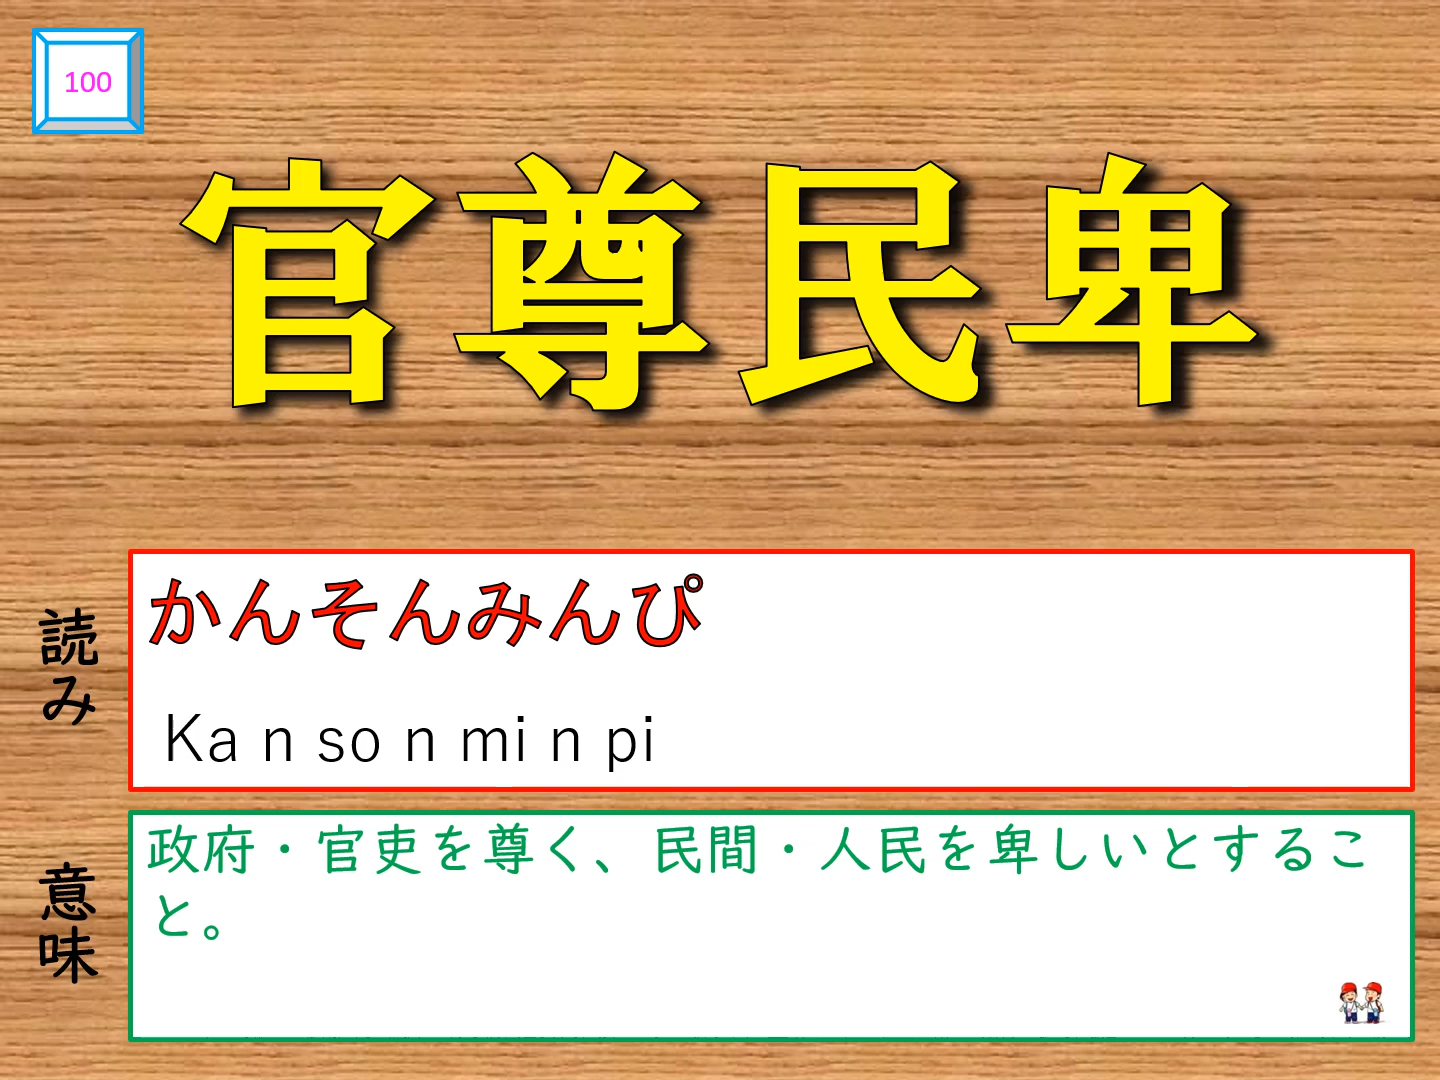 100
官尊民卑
読み
かんそんみんぴ
Ka n so n mi n pi
意味
政府・官吏を尊く、民間・人民を卑しいとするこ
と。